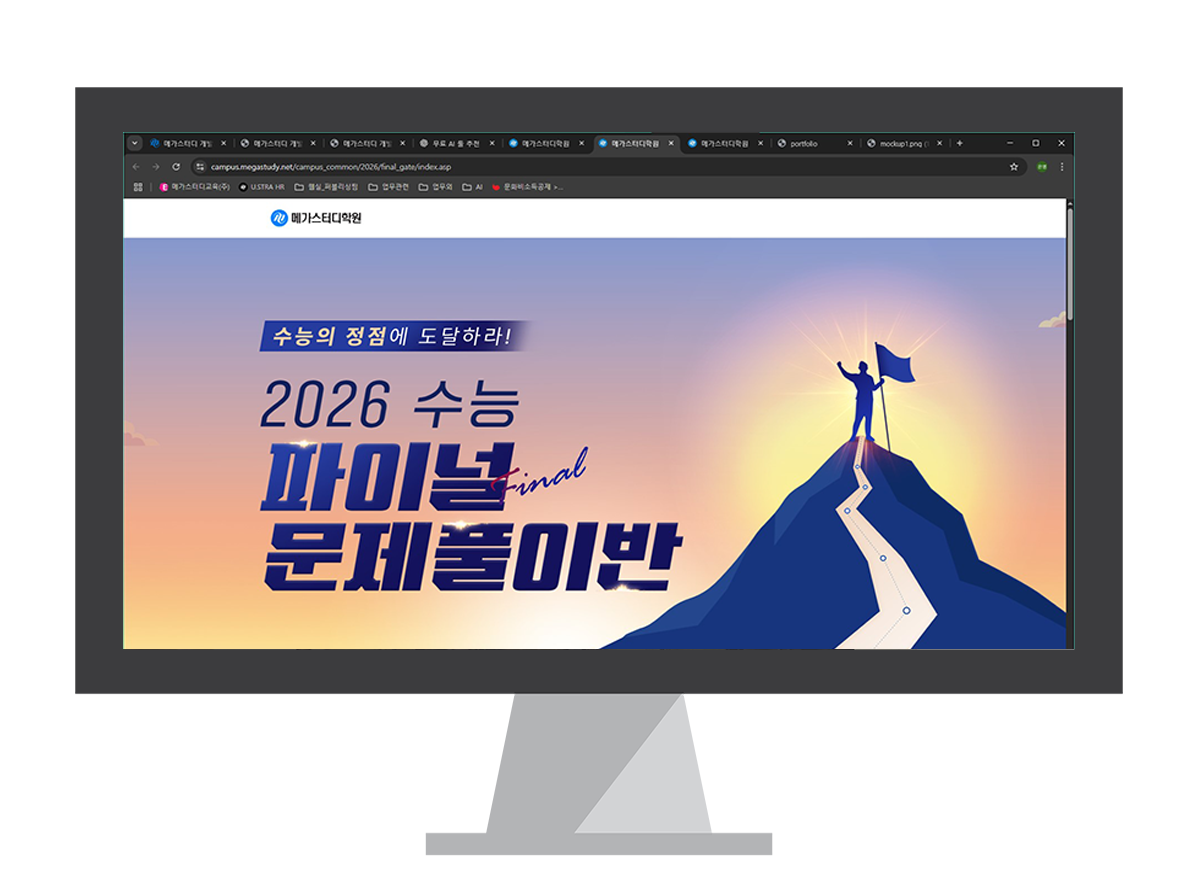 메가스터디 개발
메가스터디 개발
메가스터디 개발
무료 AI 툴 추천
메가스터디학원
메가스터디학원
메가스터디학원
portfolio
mockup1.png (1
campus.megastudy.net/campus_common/2026/final_gate/index.asp
메가스터디교육(주) U.STRA HR 웰실_퍼블리싱팀 업무관련 업무외 AI 문화비소득공제 >...
메가스터디학원
수능의 정점에 도달하라!
2026 수능
파이널 Final
문제풀이반